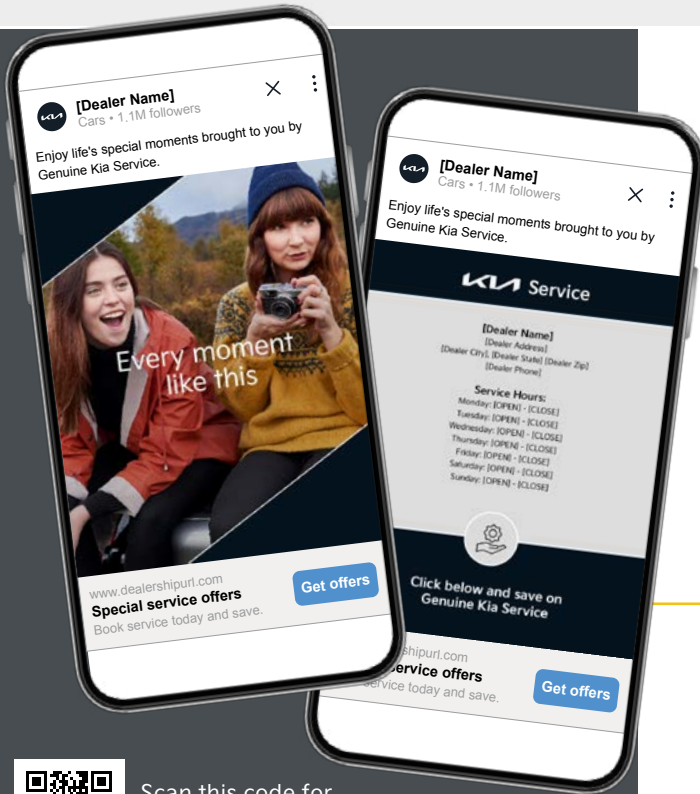 [Dealer Name]
Cars • 1.1M followers
Enjoy life's special moments brought to you by
Genuine Kia Service.
Every moment
like this
www.dealershipurl.com
Special service offers
Book service today and save.
Get offers
[Dealer Name]
Cars • 1.1M followers
Enjoy life's special moments brought to you by
Genuine Kia Service.
KIA Service
[Dealer Name]
[Dealer Address]
[Dealer City], [Dealer State] [Dealer Zip]
[Dealer Phone]
Service Hours:
Monday: [OPEN] - [CLOSE]
Tuesday: [OPEN] - [CLOSE]
Wednesday: [OPEN] - [CLOSE]
Thursday: [OPEN] - [CLOSE]
Friday: [OPEN] - [CLOSE]
Saturday: [OPEN] - [CLOSE]
Sunday: [OPEN] - [CLOSE]
Click below and save on
Genuine Kia Service
shipurl.com
ervice offers
service today and save.
Get offers
Scan this code for